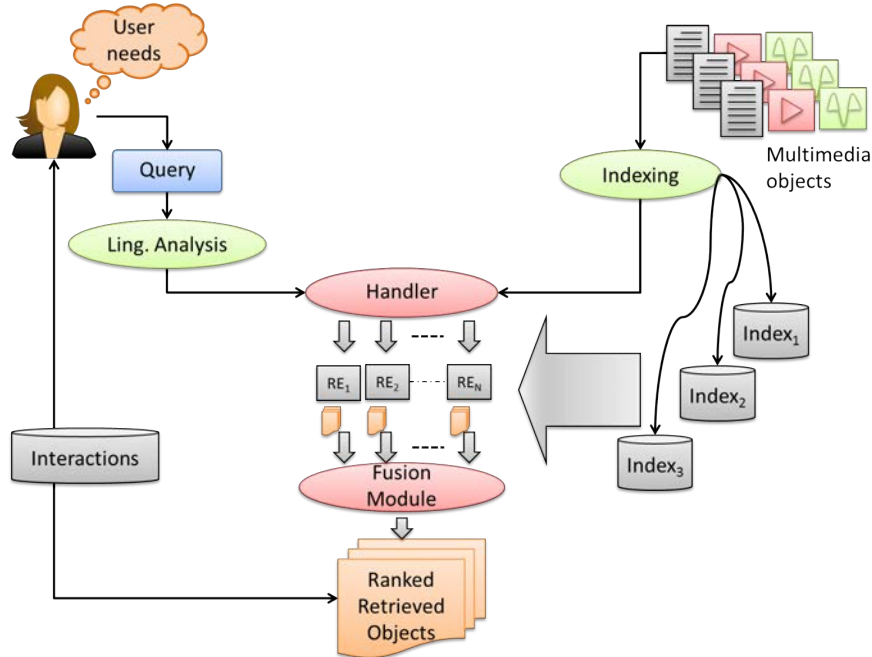 User
needs
Multimedia
objects
Query
Indexing
Ling. Analysis
Handler
Index₁
RE₁
RE₂
REₙ
Index₂
Interactions
Index₃
Fusion
Module
Ranked
Retrieved
Objects